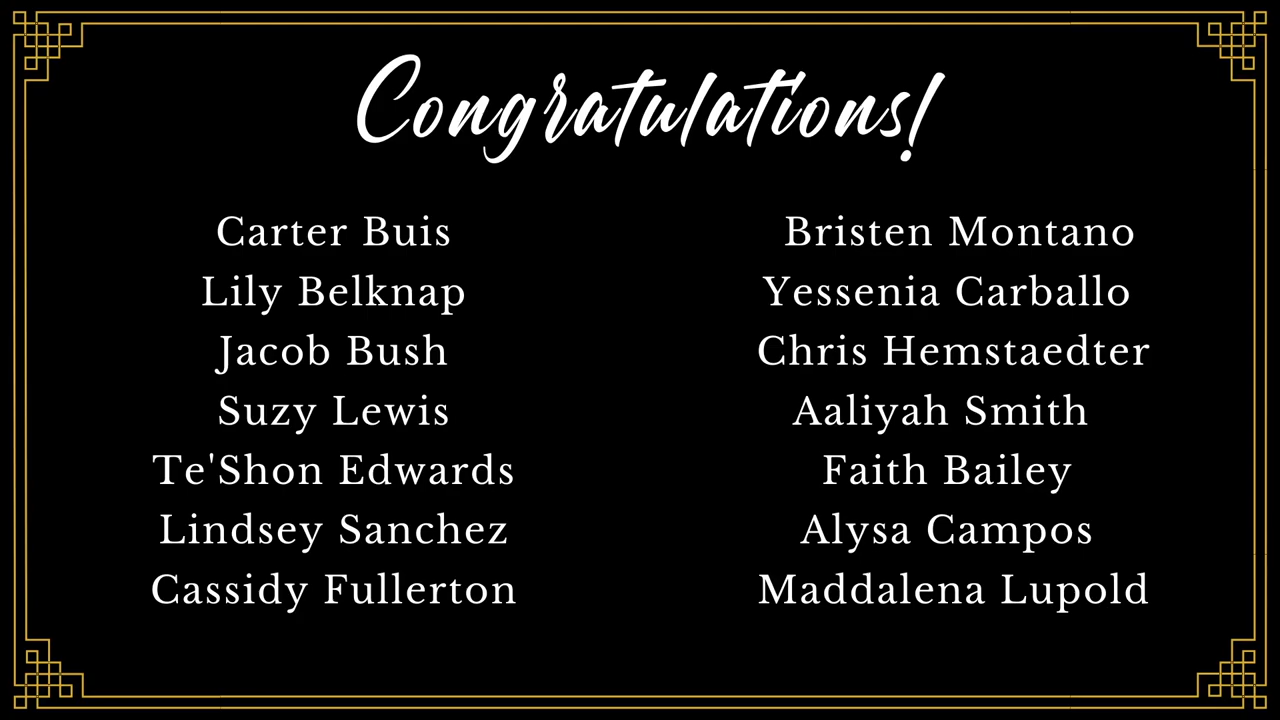 Congratulations!
Carter Buis
Lily Belknap
Jacob Bush
Suzy Lewis
Te'Shon Edwards
Lindsey Sanchez
Cassidy Fullerton
Bristen Montano
Yessenia Carballo
Chris Hemstaedter
Aaliyah Smith
Faith Bailey
Alysa Campos
Maddalena Lupold